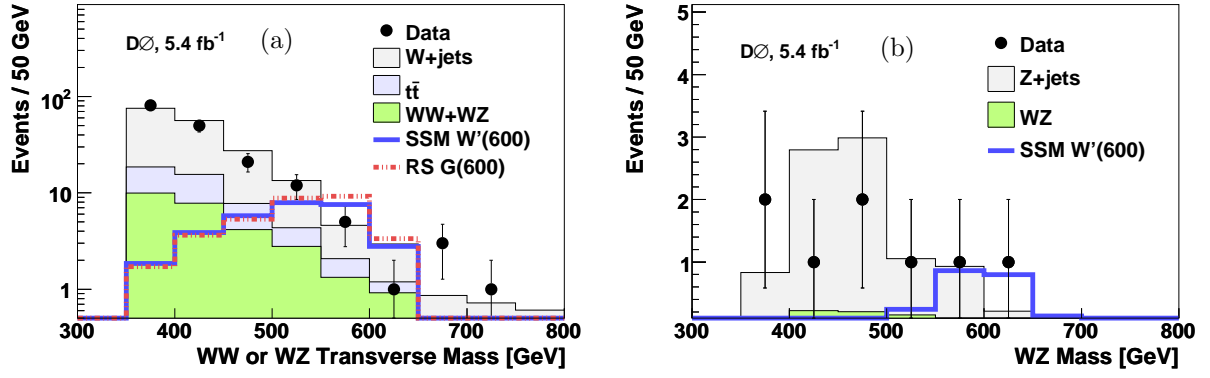 Events / 50 GeV
10²
10
1
DØ, 5.4 fb⁻¹
(a)
Data
W+jets
tt̄
WW+WZ
SSM W'(600)
RS G(600)
300 400 500 600 700 800
WW or WZ Transverse Mass [GeV]
Events / 50 GeV
5
4
3
2
1
DØ, 5.4 fb⁻¹
(b)
Data
Z+jets
WZ
SSM W'(600)
300 400 500 600 700 800
WZ Mass [GeV]